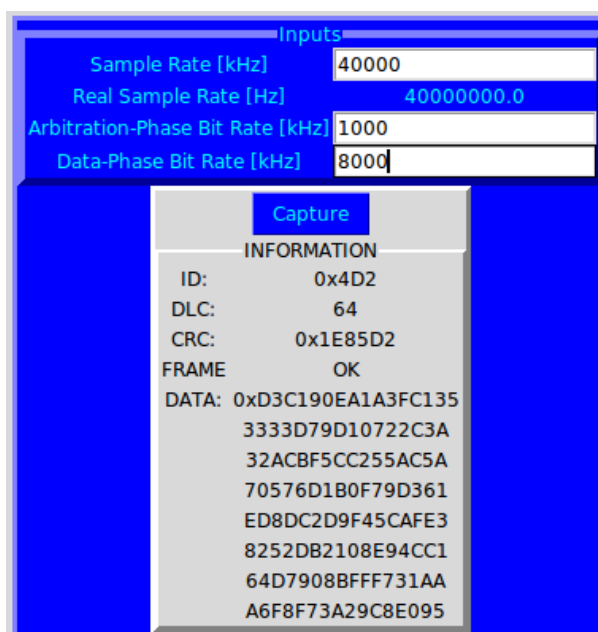 Inputs
Sample Rate [kHz] 40000
Real Sample Rate [Hz] 40000000.0
Arbitration-Phase Bit Rate [kHz] 1000
Data-Phase Bit Rate [kHz] 8000
Capture
INFORMATION
ID: 0x4D2
DLC: 64
CRC: 0x1E85D2
FRAME OK
DATA: 0xD3C190EA1A3FC135
3333D79D10722C3A
32ACBF5CC255AC5A
70576D1B0F79D361
ED8DC2D9F45CAFE3
8252DB2108E94CC1
64D7908BFFF731AA
A6F8F73A29C8E095